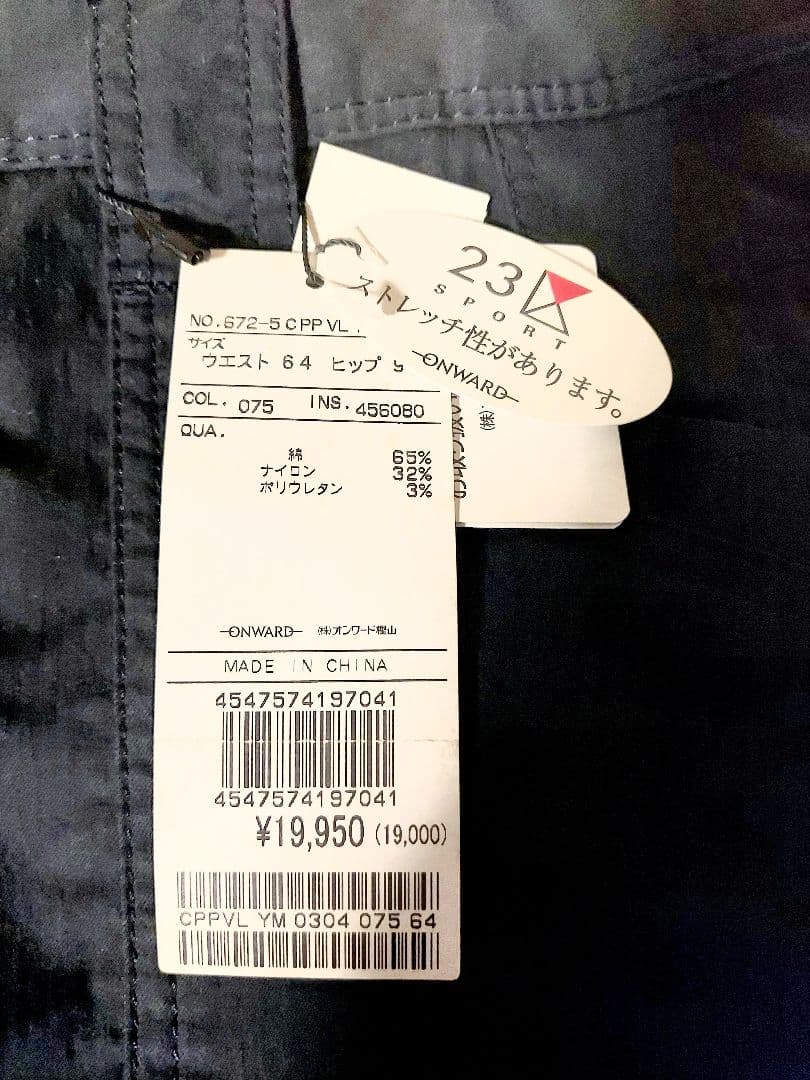 23区
SPORT
ストレッチ性があります。
ONWARD
NO.672-5CPPVL.
サイズ
ウエスト 64 ヒップ
COL. 075 INS. 456080
QUA.
綿 65%
ナイロン 32%
ポリウレタン 3%
ONWARD (株)オンワード樫山
MADE IN CHINA
4547574197041
4547574197041
¥19,950 (19,000)
CPPVL YM 0304 075 64
(株)